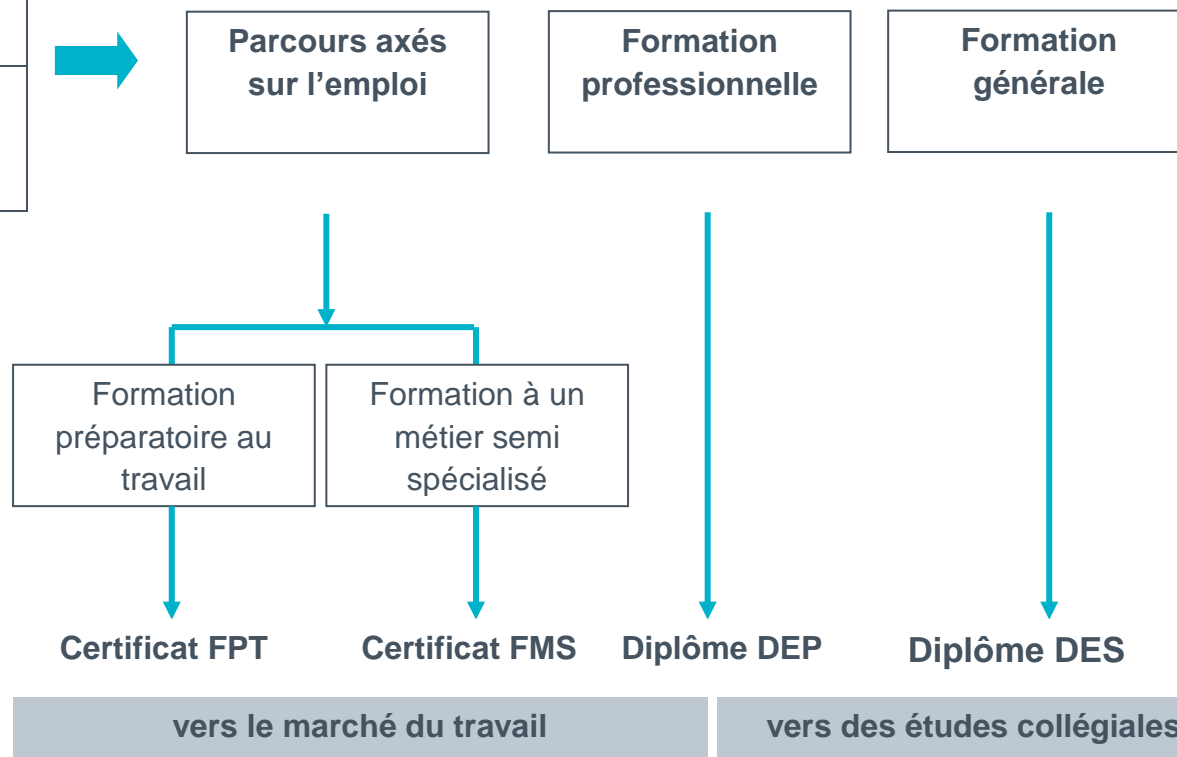 Parcours axés
sur l’emploi
Formation
professionnelle
Formation
générale
Formation
préparatoire au
travail
Formation à un
métier semi
spécialisé
Certificat FPT
Certificat FMS
Diplôme DEP
Diplôme DES
vers le marché du travail
vers des études collégiales